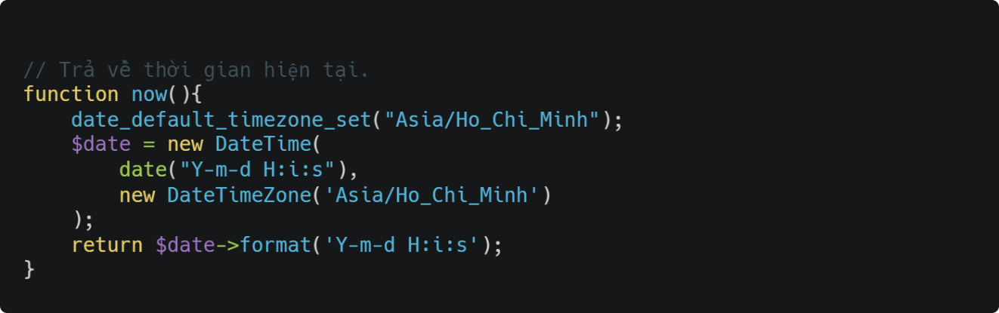 // Trả về thời gian hiện tại.
function now(){
    date_default_timezone_set("Asia/Ho_Chi_Minh");
    $date = new DateTime(
        date("Y-m-d H:i:s"),
        new DateTimeZone('Asia/Ho_Chi_Minh')
    );
    return $date->format('Y-m-d H:i:s');
}